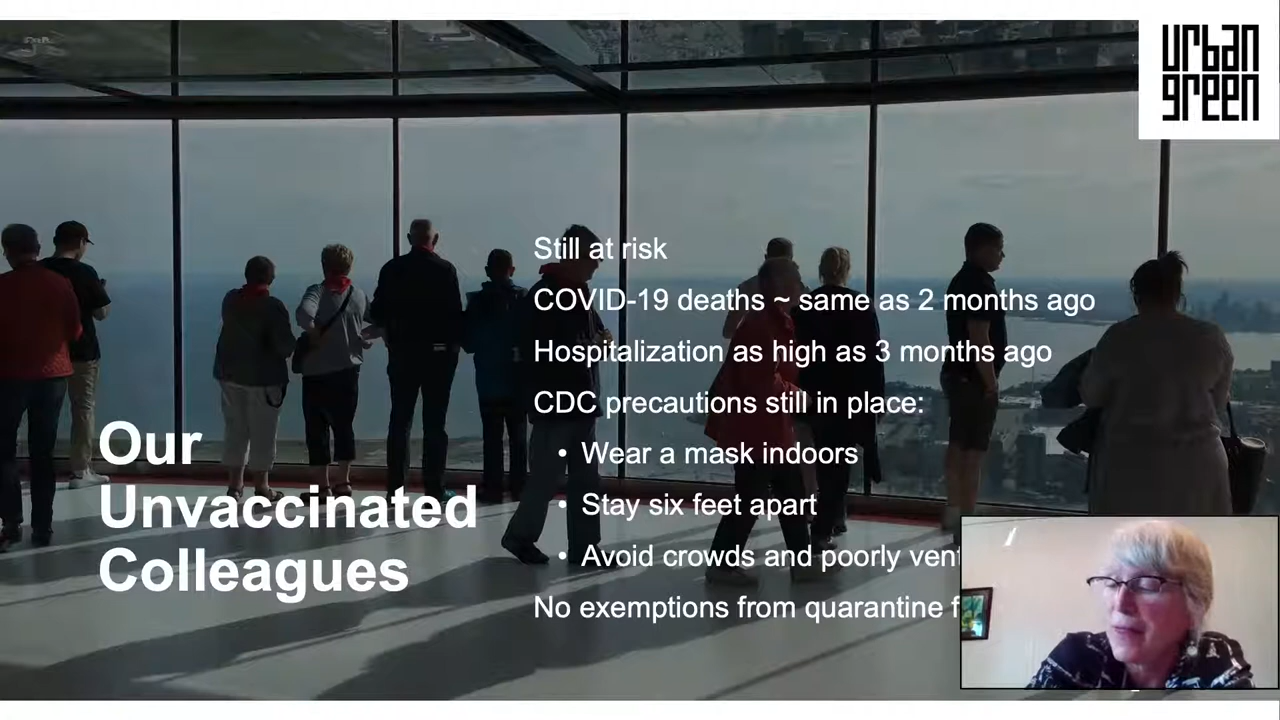 urban
green
Our
Unvaccinated
Colleagues
Still at risk
COVID-19 deaths ~ same as 2 months ago
Hospitalization as high as 3 months ago
CDC precautions still in place:
• Wear a mask indoors
• Stay six feet apart
• Avoid crowds and poorly
No exemptions from quarantine